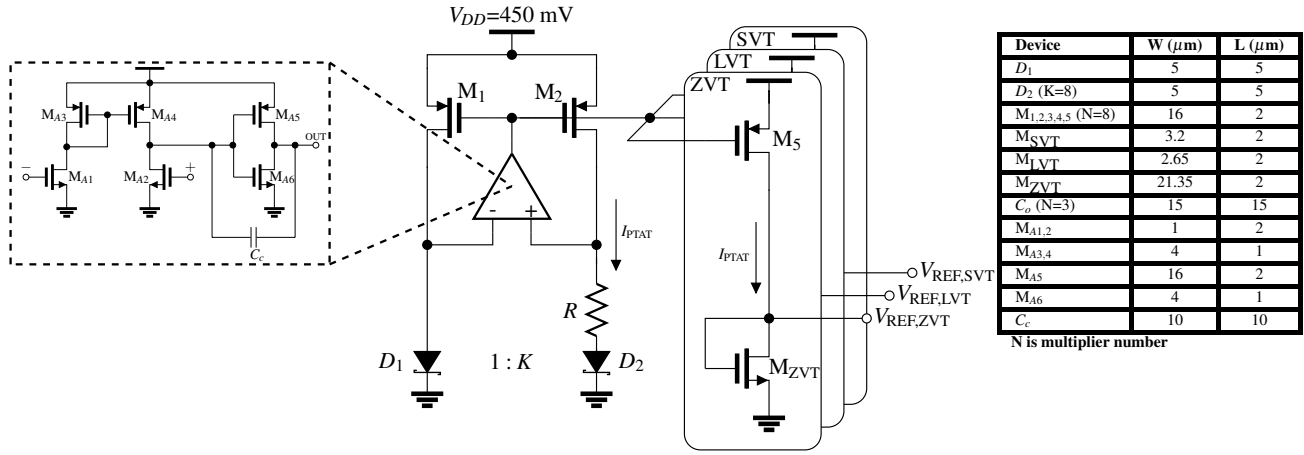 V_DD=450 mV
M_A3
M_A4
M_A5
OUT
−
M_A1
M_A2
+
M_A6
C_c
M_1
M_2
-
+
I_PTAT
R
D_1
1 : K
D_2
SVT
LVT
ZVT
M_5
I_PTAT
M_ZVT
V_REF,SVT
V_REF,LVT
V_REF,ZVT
Device W (μm) L (μm)
D_1 5 5
D_2 (K=8) 5 5
M_1,2,3,4,5 (N=8) 16 2
M_SVT 3.2 2
M_LVT 2.65 2
M_ZVT 21.35 2
C_o (N=3) 15 15
M_A1,2 1 2
M_A3,4 4 1
M_A5 16 2
M_A6 4 1
C_c 10 10
N is multiplier number